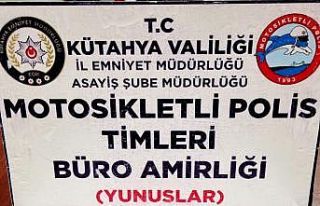 T.C
KÜTAHYA VALİLİĞİ
İL EMNİYET MÜDÜRLÜĞÜ
ASAYİŞ ŞUBE MÜDÜRLÜĞÜ
MOTOSİKLETLİ POLİS
TİMLERİ
BÜRO AMİRLİĞİ
(YUNUSLAR)